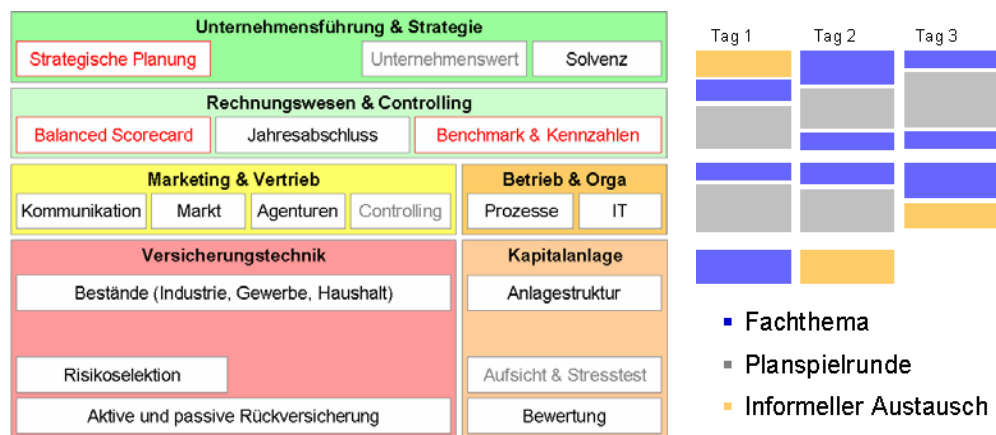 Unternehmensführung & Strategie
Strategische Planung
Unternehmenswert
Solvenz
Rechnungswesen & Controlling
Balanced Scorecard
Jahresabschluss
Benchmark & Kennzahlen
Marketing & Vertrieb
Kommunikation
Markt
Agenturen
Controlling
Betrieb & Orga
Prozesse
IT
Versicherungstechnik
Bestände (Industrie, Gewerbe, Haushalt)
Risikoselektion
Aktive und passive Rückversicherung
Kapitalanlage
Anlagestruktur
Aufsicht & Stresstest
Bewertung
Tag 1
Tag 2
Tag 3
Fachthema
Planspielrunde
Informeller Austausch